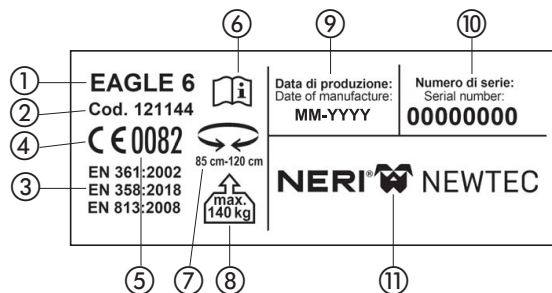 ⑥
⑨
⑩
① EAGLE 6
② Cod. 121144
④ CE 0082
85 cm-120 cm
③ EN 361:2002
EN 358:2018
EN 813:2008
max.
140 kg
Data di produzione:
Date of manufacture:
MM-YYYY
Numero di serie:
Serial number:
00000000
NERI® NEWTEC
⑤
⑦
⑧
⑪